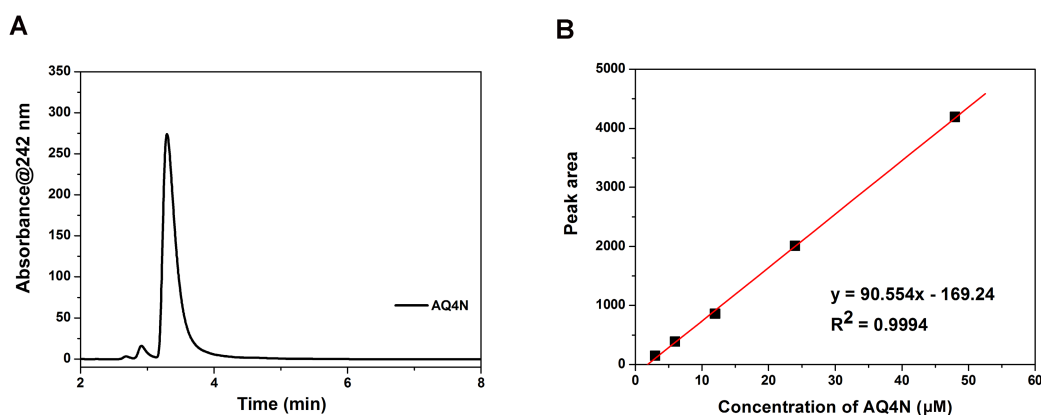 A
350
300
250
200
150
100
50
0
Absorbance@242 nm
AQ4N
2
4
6
8
Time (min)
B
5000
4000
3000
2000
1000
0
Peak area
y = 90.554x - 169.24
R² = 0.9994
0
10
20
30
40
50
60
Concentration of AQ4N (µM)